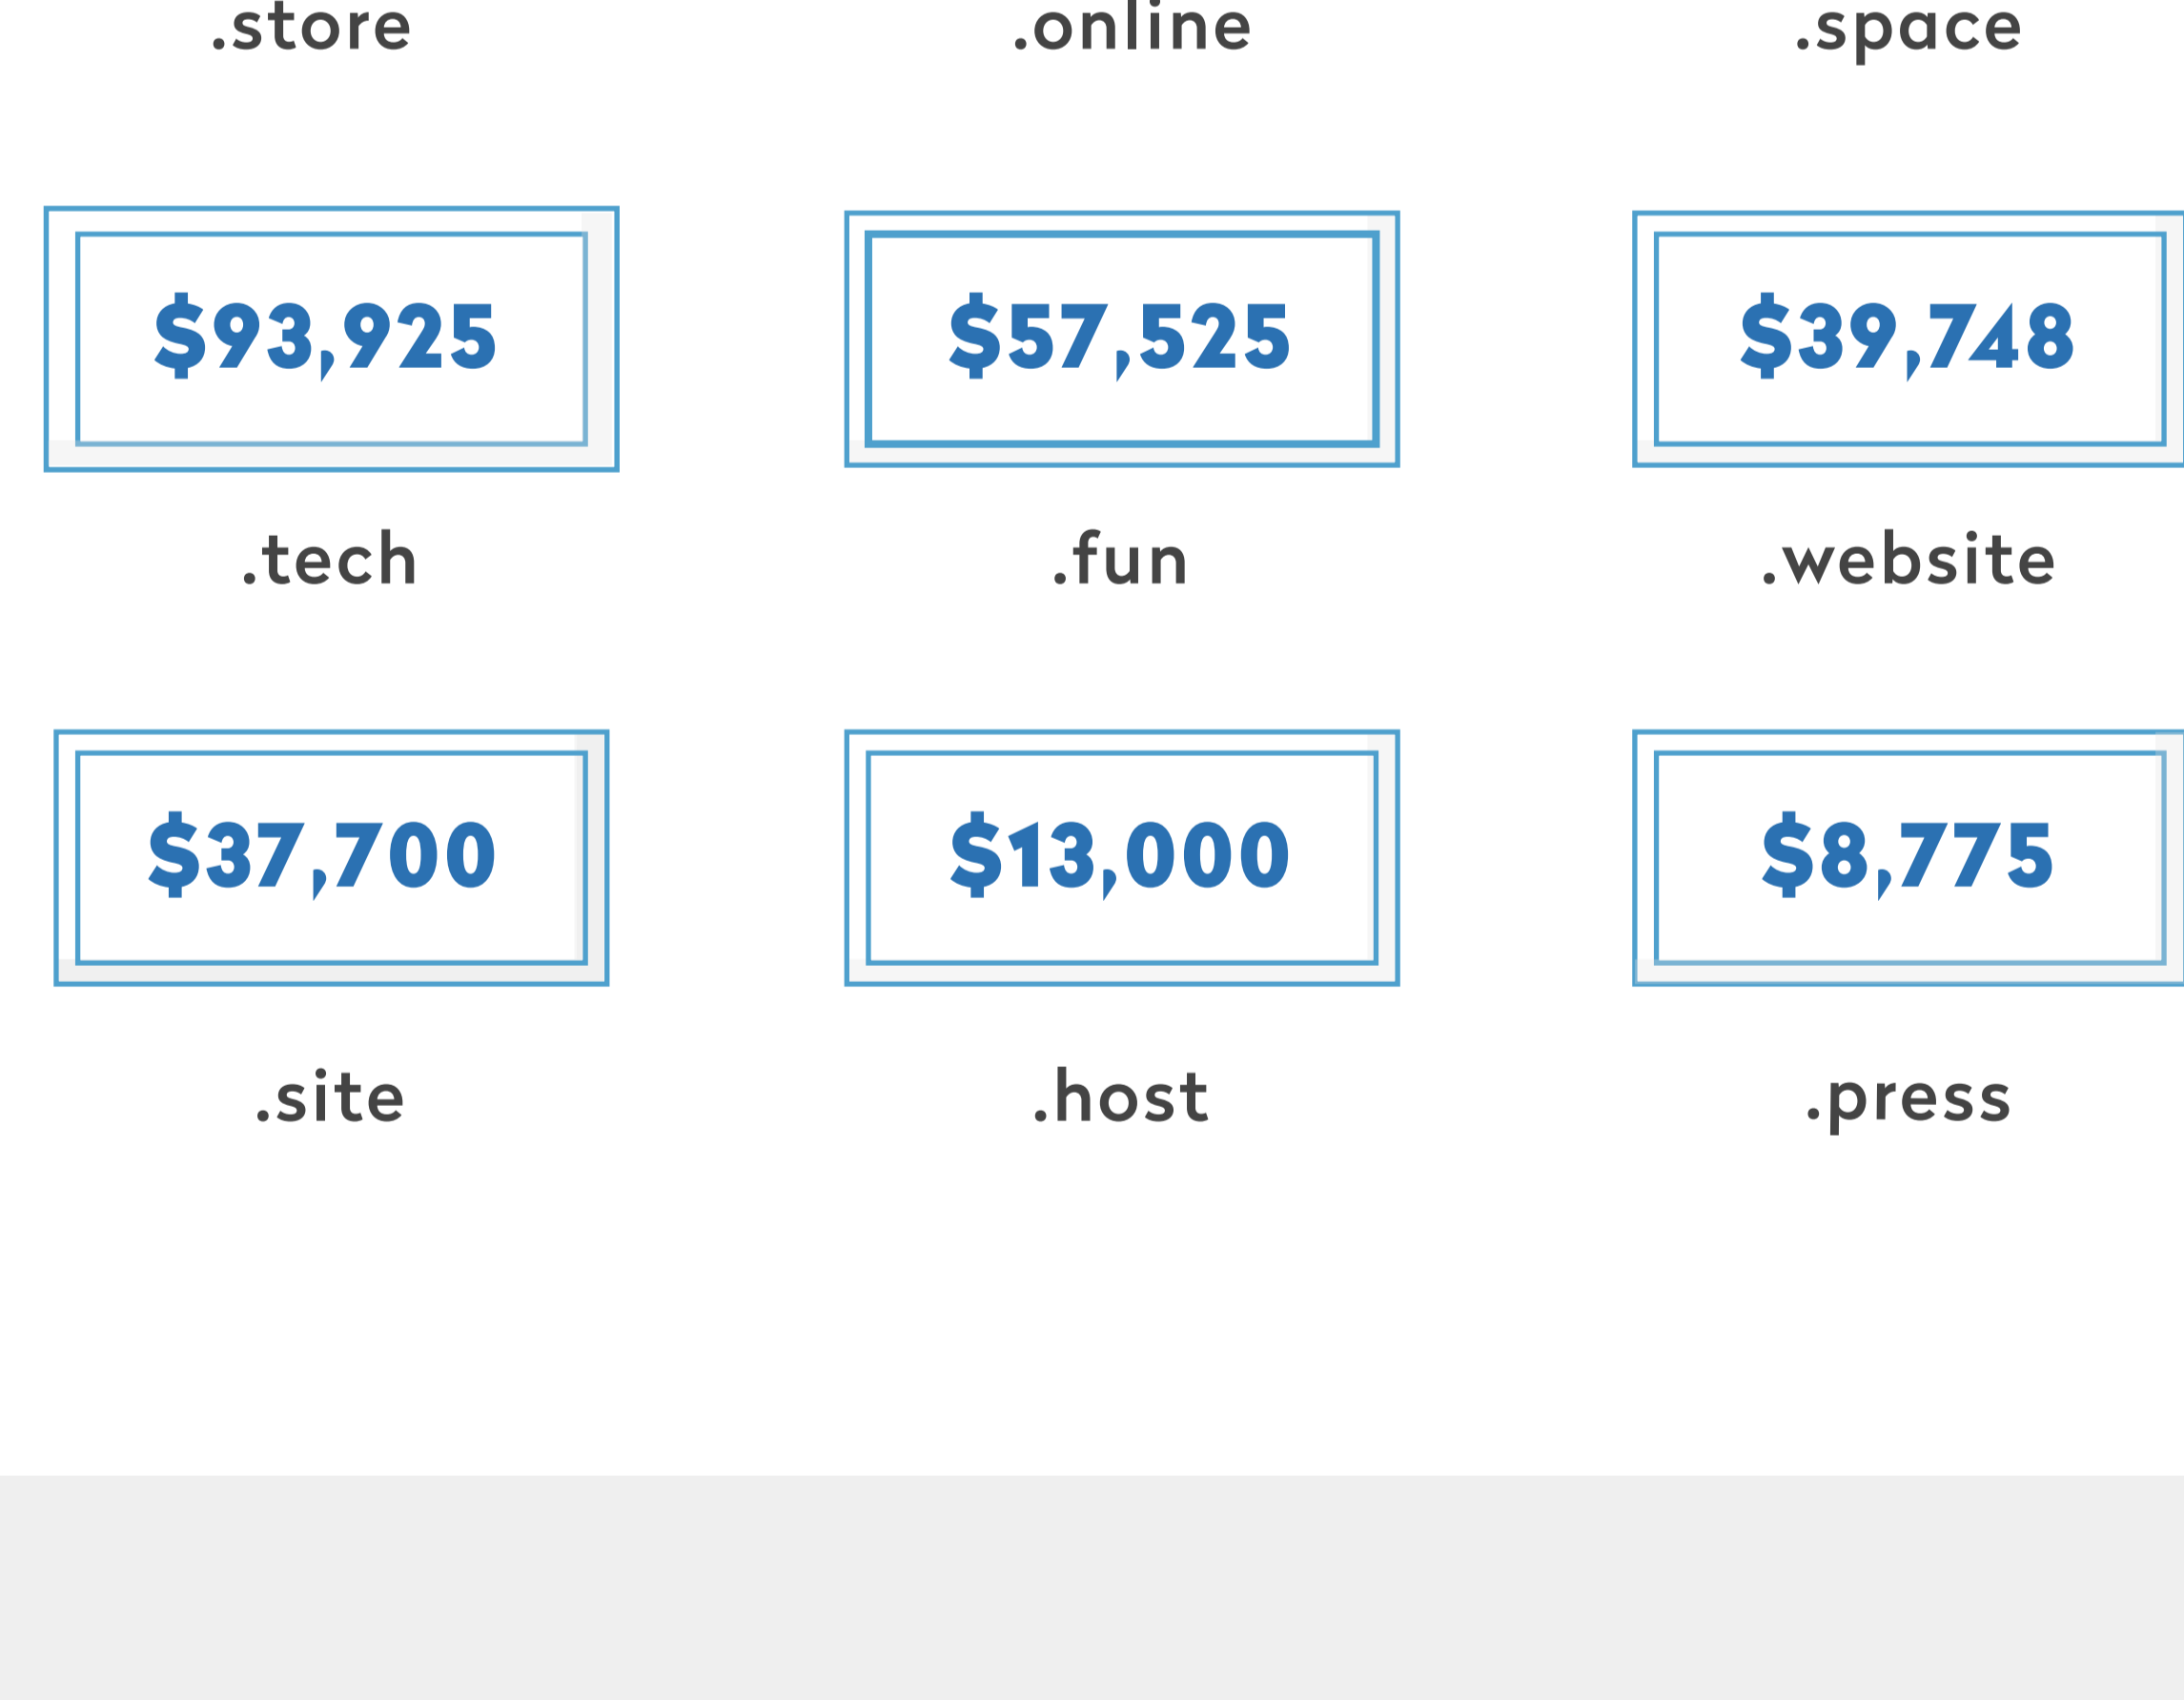 .store .online .space
$93,925 $57,525 $39,748
.tech .fun .website
$37,700 $13,000 $8,775
.site .host .press